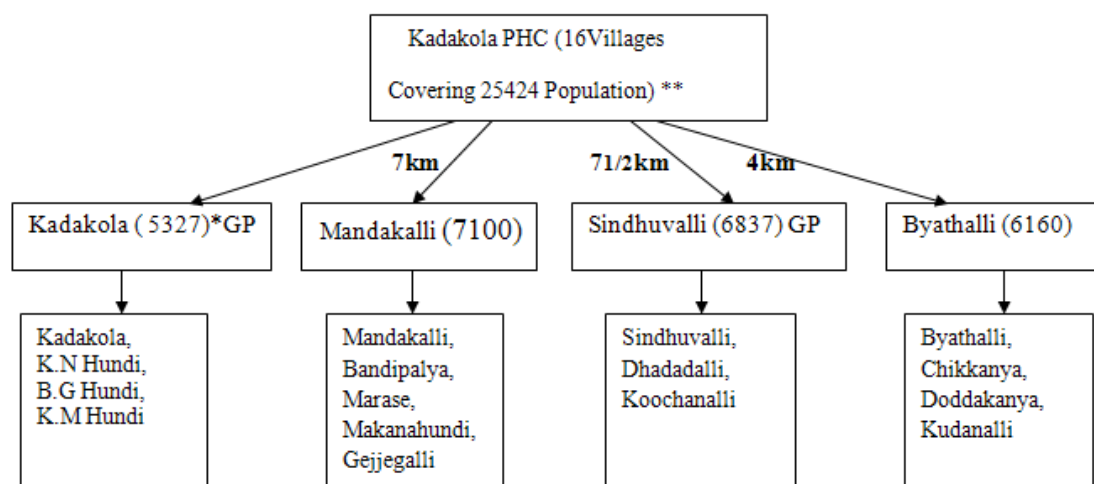 Kadakola PHC (16Villages
Covering 25424 Population) **
7km
71/2km
4km
Kadakola ( 5327)*GP
Mandakalli (7100)
Sindhuvalli (6837) GP
Byathalli (6160)
Kadakola,
K.N Hundi,
B.G Hundi,
K.M Hundi
Mandakalli,
Bandipalya,
Marase,
Makanahundi,
Gejjegalli
Sindhuvalli,
Dhadadalli,
Koochanalli
Byathalli,
Chikkanya,
Doddakanya,
Kudanalli